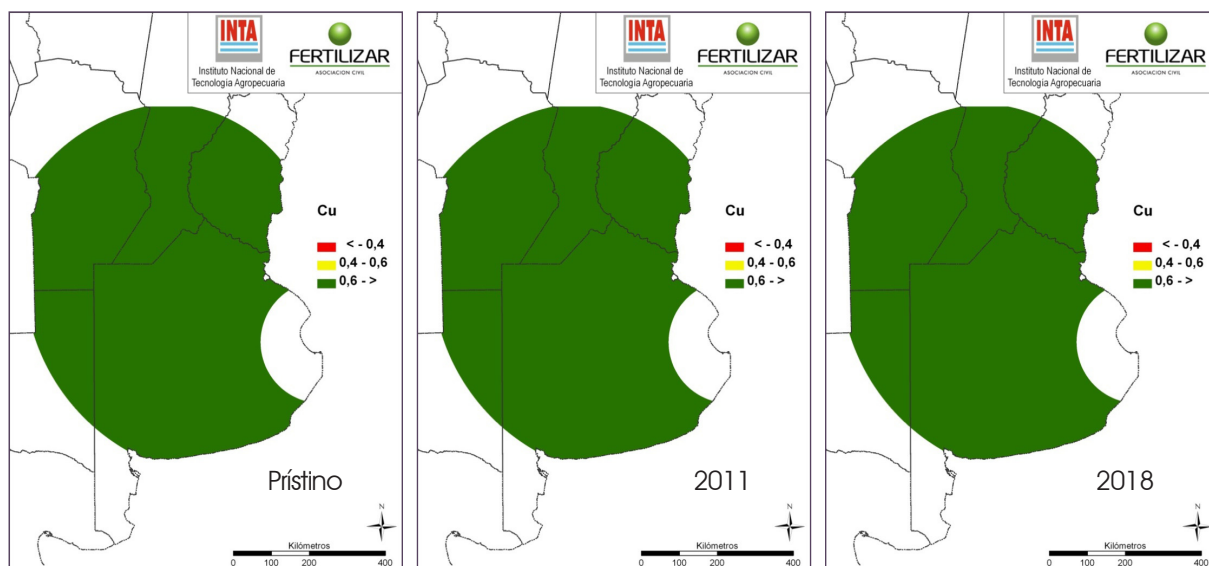 INTA
Instituto Nacional de
Tecnología Agropecuaria
FERTILIZAR
ASOCIACION CIVIL
Cu
< - 0,4
0,4 - 0,6
0,6 - >
Prístino
N
Kilómetros
0 100 200 400
INTA
Instituto Nacional de
Tecnología Agropecuaria
FERTILIZAR
ASOCIACION CIVIL
Cu
< - 0,4
0,4 - 0,6
0,6 - >
2011
N
Kilómetros
0 100 200 400
INTA
Instituto Nacional de
Tecnología Agropecuaria
FERTILIZAR
ASOCIACION CIVIL
Cu
< - 0,4
0,4 - 0,6
0,6 - >
2018
N
Kilómetros
0 100 200 400